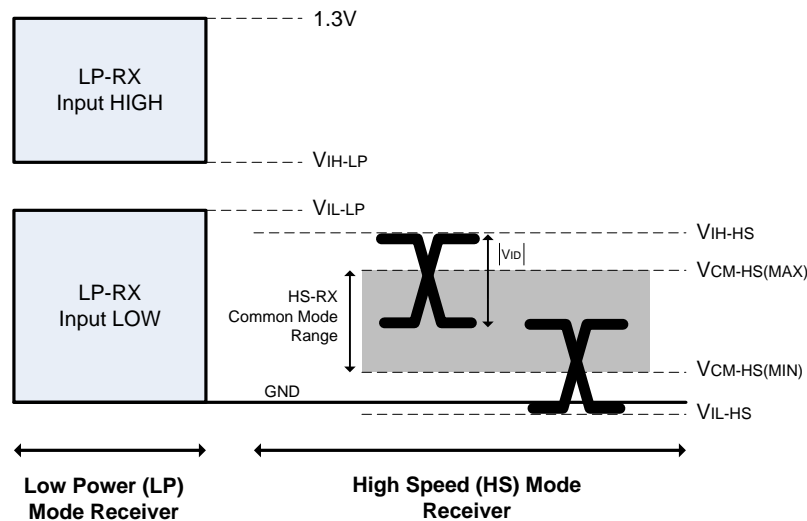 1.3V
LP-RX
Input HIGH
VIH-LP
VIL-LP
VIH-HS
|VID|
VCM-HS(MAX)
LP-RX
Input LOW
HS-RX
Common Mode
Range
VCM-HS(MIN)
GND
VIL-HS
Low Power (LP)
Mode Receiver
High Speed (HS) Mode
Receiver